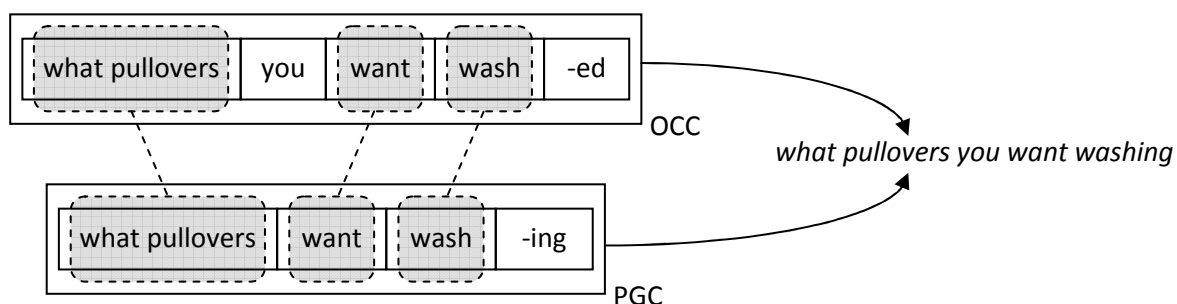 what pullovers you want wash -ed
OCC
what pullovers you want washing
what pullovers want wash -ing
PGC